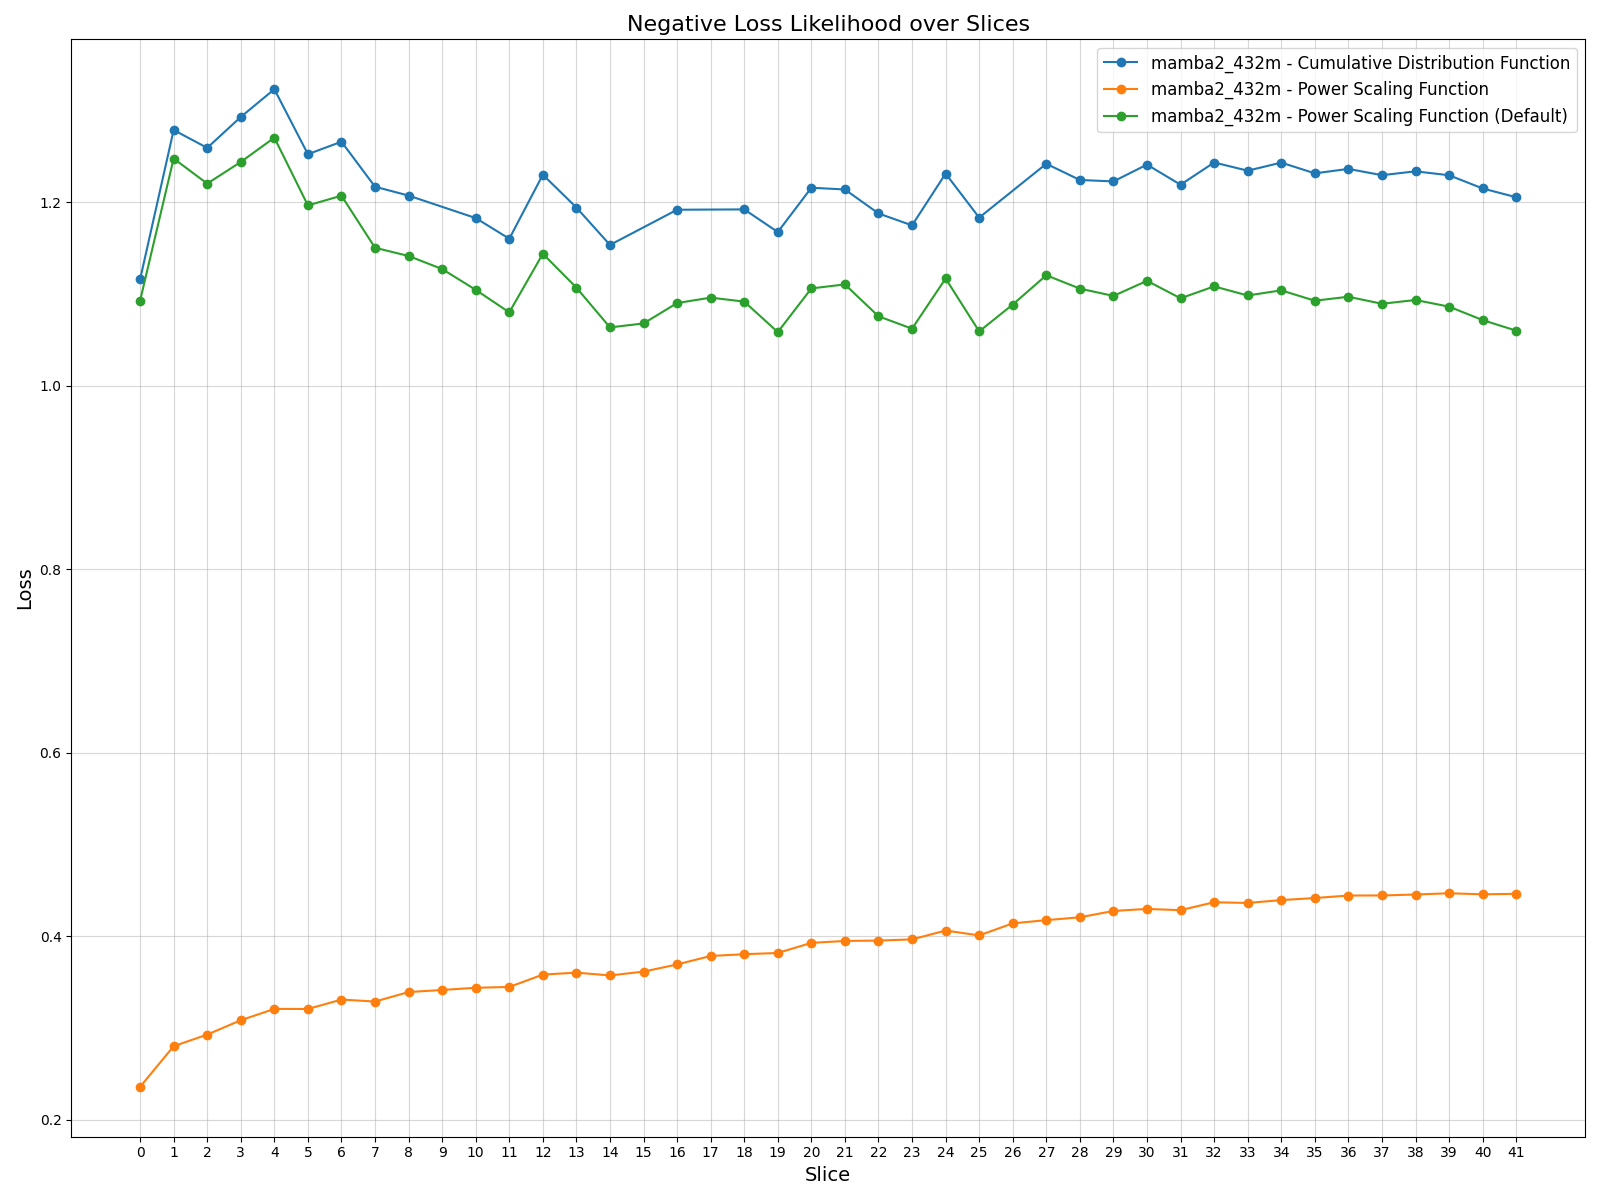 Negative Loss Likelihood over Slices
mamba2_432m - Cumulative Distribution Function
mamba2_432m - Power Scaling Function
mamba2_432m - Power Scaling Function (Default)
1.2
1.0
0.8
0.6
0.4
0.2
Loss
0 1 2 3 4 5 6 7 8 9 10 11 12 13 14 15 16 17 18 19 20 21 22 23 24 25 26 27 28 29 30 31 32 33 34 35 36 37 38 39 40 41
Slice